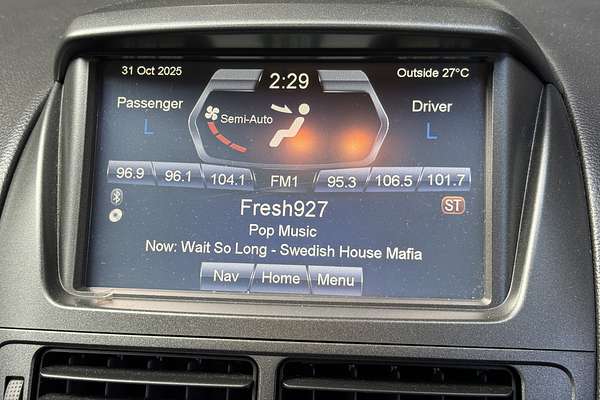 31 Oct 2025 2:29 Outside 27°C
Passenger Semi-Auto Driver
L L
96.9 96.1 104.1 FM1 95.3 106.5 101.7
Fresh927 ST
Pop Music
Now: Wait So Long - Swedish House Mafia
Nav Home Menu